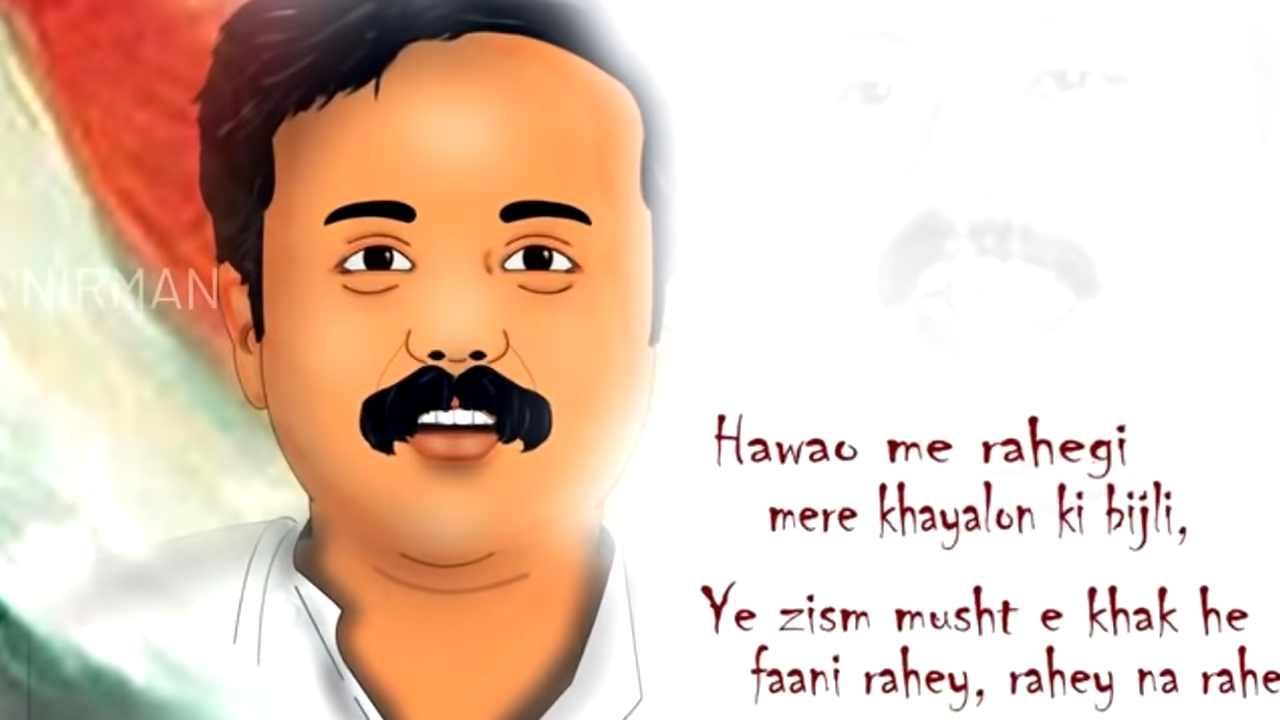 NIRMAN
Hawao me rahegi
mere khayalon ki bijli,
Ye zism musht e khak he
faani rahey, rahey na rahe